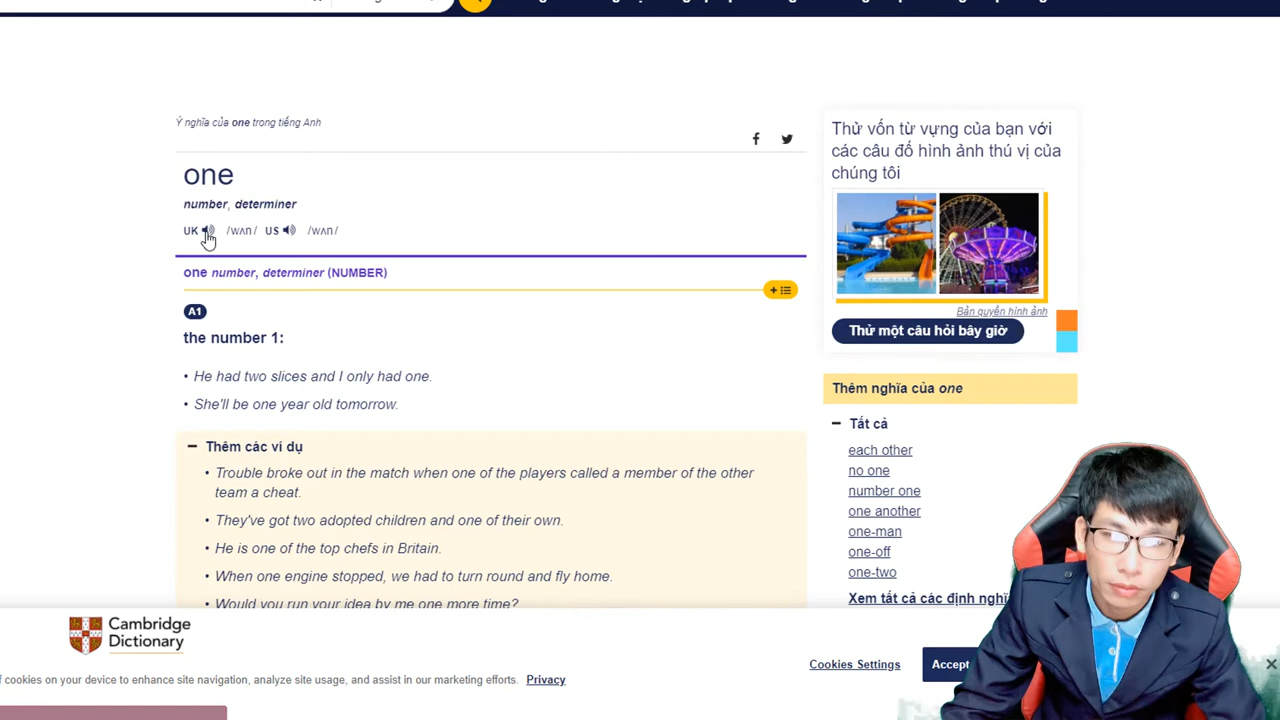 Ý nghĩa của one trong tiếng Anh
one
number, determiner
UK /wʌn/ US /wʌn/
one number, determiner (NUMBER)
A1
the number 1:
• He had two slices and I only had one.
• She'll be one year old tomorrow.
Thêm các ví dụ
• Trouble broke out in the match when one of the players called a member of the other
team a cheat.
• They've got two adopted children and one of their own.
• He is one of the top chefs in Britain.
• When one engine stopped, we had to turn round and fly home.
• Would you run your idea by me one more time?
Thử vốn từ vựng của bạn với
các câu đố hình ảnh thú vị của
chúng tôi
Bản quyền hình ảnh
Thử một câu hỏi bây giờ
Thêm nghĩa của one
Tất cả
each other
no one
number one
one another
one-man
one-off
one-two
Xem tất cả các định nghĩ
Cambridge
Dictionary
Cookies Settings
Accept
cookies on your device to enhance site navigation, analyze site usage, and assist in our marketing efforts. Privacy